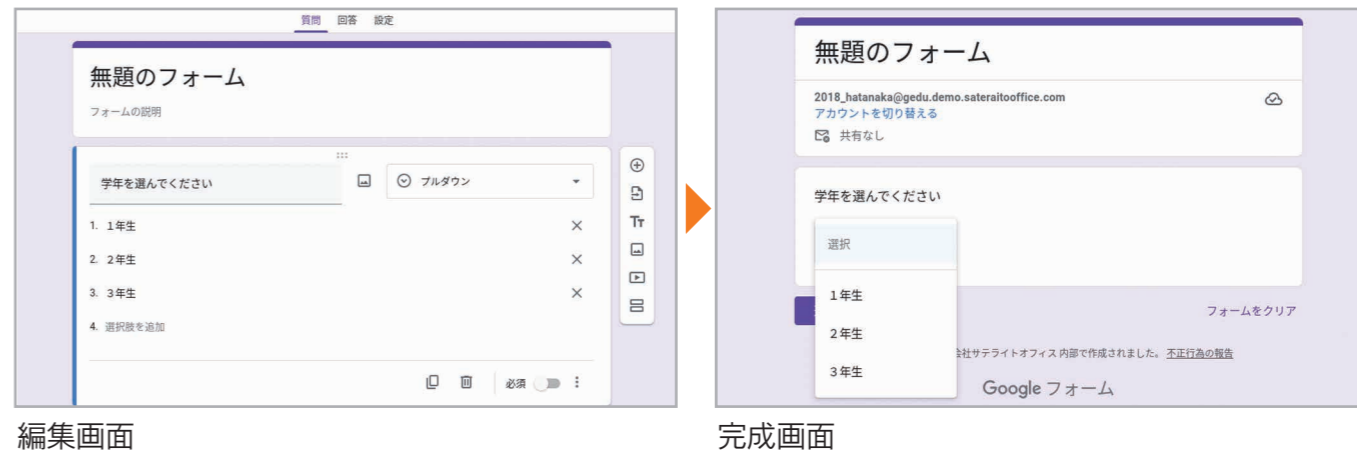 質問 回答 設定
無題のフォーム
フォームの説明
学年を選んでください
プルダウン
1. 1年生
2. 2年生
3. 3年生
4. 選択肢を追加
必須
Tт
編集画面
無題のフォーム
2018_hatanaka@gedu.demo.sateraitooffice.com
アカウントを切り替える
共有なし
学年を選んでください
選択
1年生
2年生
3年生
フォームをクリア
会社サテライトオフィス 内部で作成されました。 不正行為の報告
Google フォーム
完成画面